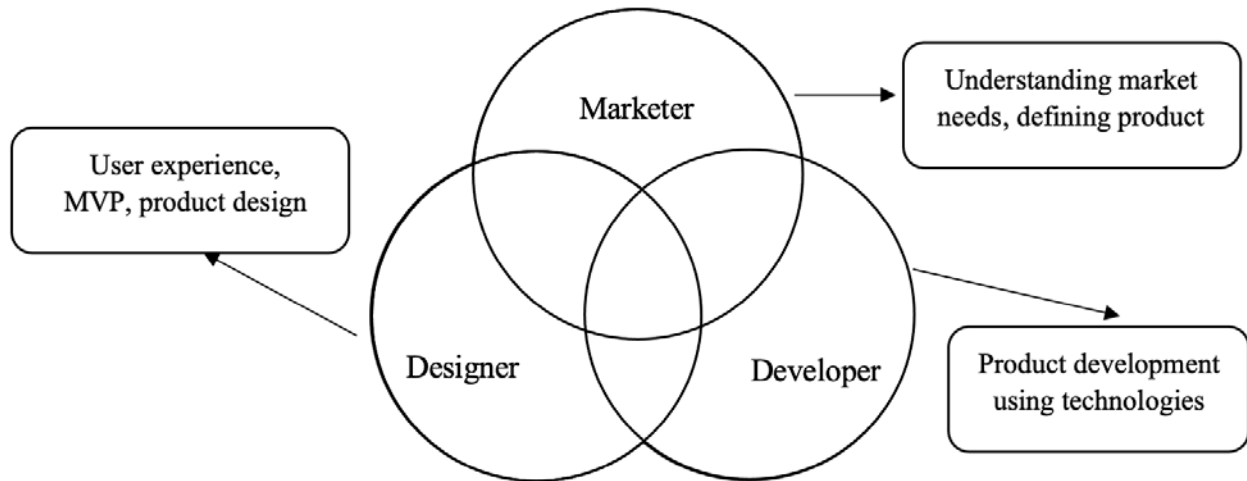 Marketer
Understanding market
needs, defining product
User experience,
MVP, product design
Designer
Developer
Product development
using technologies